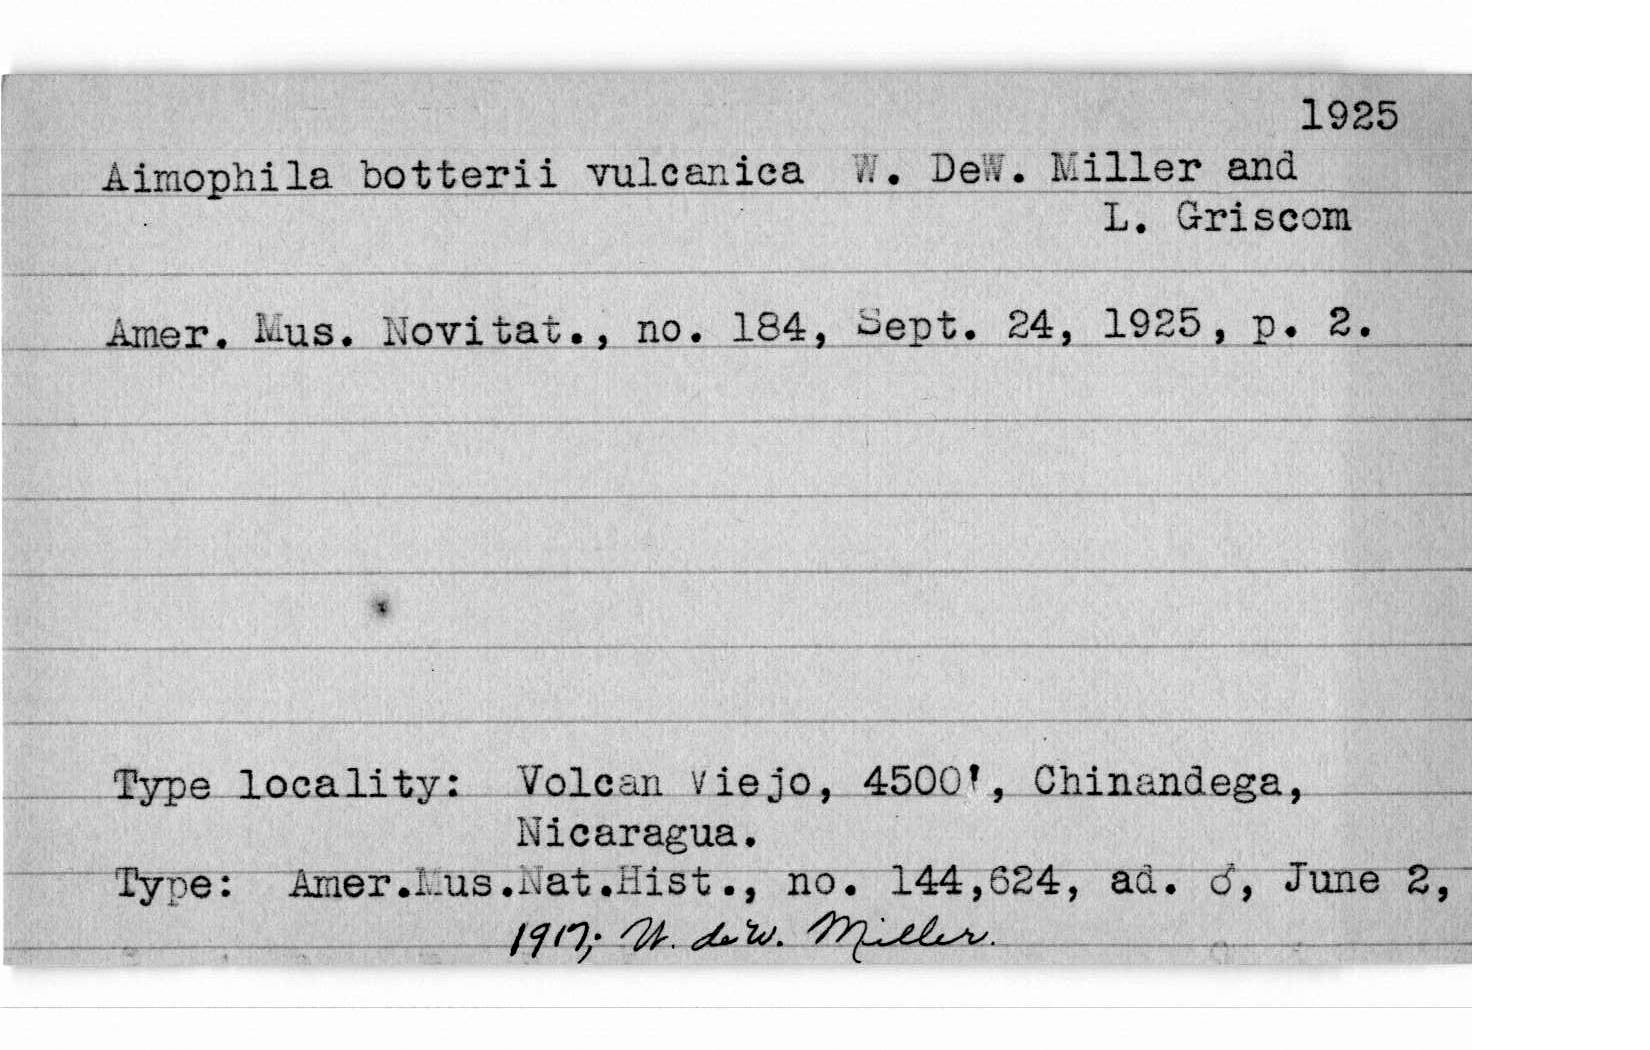 1925
Aimophila botterii vulcanica W. DeW. Miller and
L. Griscom
Amer. Mus. Novitat., no. 184, Sept. 24, 1925, p. 2.
Type locality: Volcan Viejo, 4500', Chinandega,
Nicaragua.
Type: Amer.Mus.Nat.Hist., no. 144,624, ad. ♂, June 2,
1917; W. deW. Miller.